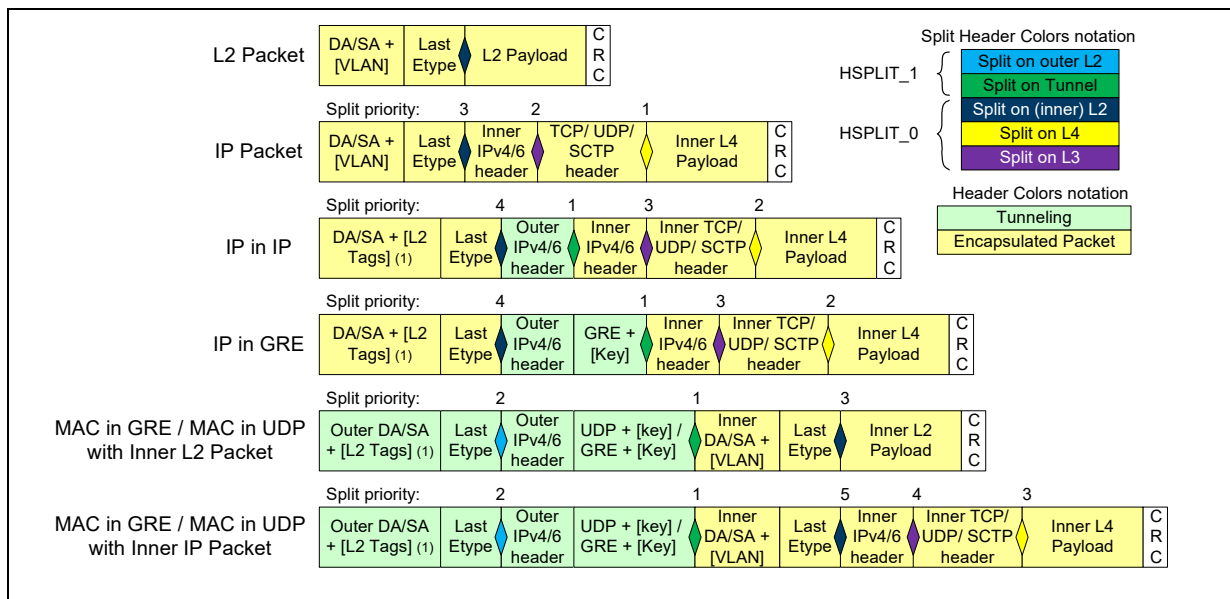 L2 Packet
DA/SA +
[VLAN]
Last
Etype
L2 Payload
C
R
C
Split Header Colors notation
HSPLIT_1
Split on outer L2
Split on Tunnel
HSPLIT_0
Split on (inner) L2
Split on L4
Split on L3
Header Colors notation
Tunneling
Encapsulated Packet
Split priority: 3 2 1
IP Packet
DA/SA +
[VLAN]
Last
Etype
Inner
IPv4/6
header
TCP/ UDP/
SCTP
header
Inner L4
Payload
C
R
C
Split priority: 4 1 3 2
IP in IP
DA/SA + [L2
Tags] (1)
Last
Etype
Outer
IPv4/6
header
Inner
IPv4/6
header
Inner TCP/
UDP/ SCTP
header
Inner L4
Payload
C
R
C
Split priority: 4 1 3 2
IP in GRE
DA/SA + [L2
Tags] (1)
Last
Etype
Outer
IPv4/6
header
GRE +
[Key]
Inner
IPv4/6
header
Inner TCP/
UDP/ SCTP
header
Inner L4
Payload
C
R
C
Split priority: 2 1 3
MAC in GRE / MAC in UDP
with Inner L2 Packet
Outer DA/SA
+ [L2 Tags] (1)
Last
Etype
Outer
IPv4/6
header
UDP + [key] /
GRE + [Key]
Inner
DA/SA +
[VLAN]
Last
Etype
Inner L2
Payload
C
R
C
Split priority: 2 1 5 4 3
MAC in GRE / MAC in UDP
with Inner IP Packet
Outer DA/SA
+ [L2 Tags] (1)
Last
Etype
Outer
IPv4/6
header
UDP + [key] /
GRE + [Key]
Inner
DA/SA +
[VLAN]
Last
Etype
Inner
IPv4/6
header
Inner TCP/
UDP/ SCTP
header
Inner L4
Payload
C
R
C